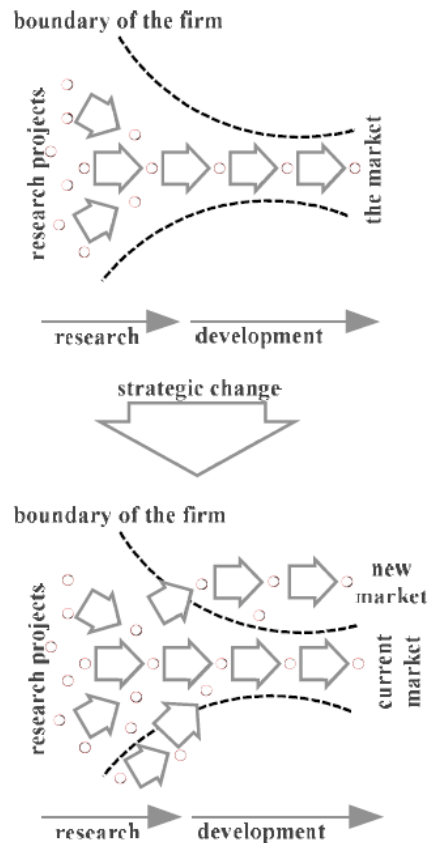 boundary of the firm
research projects
the market
research
development
strategic change
boundary of the firm
research projects
new
market
current
market
research
development